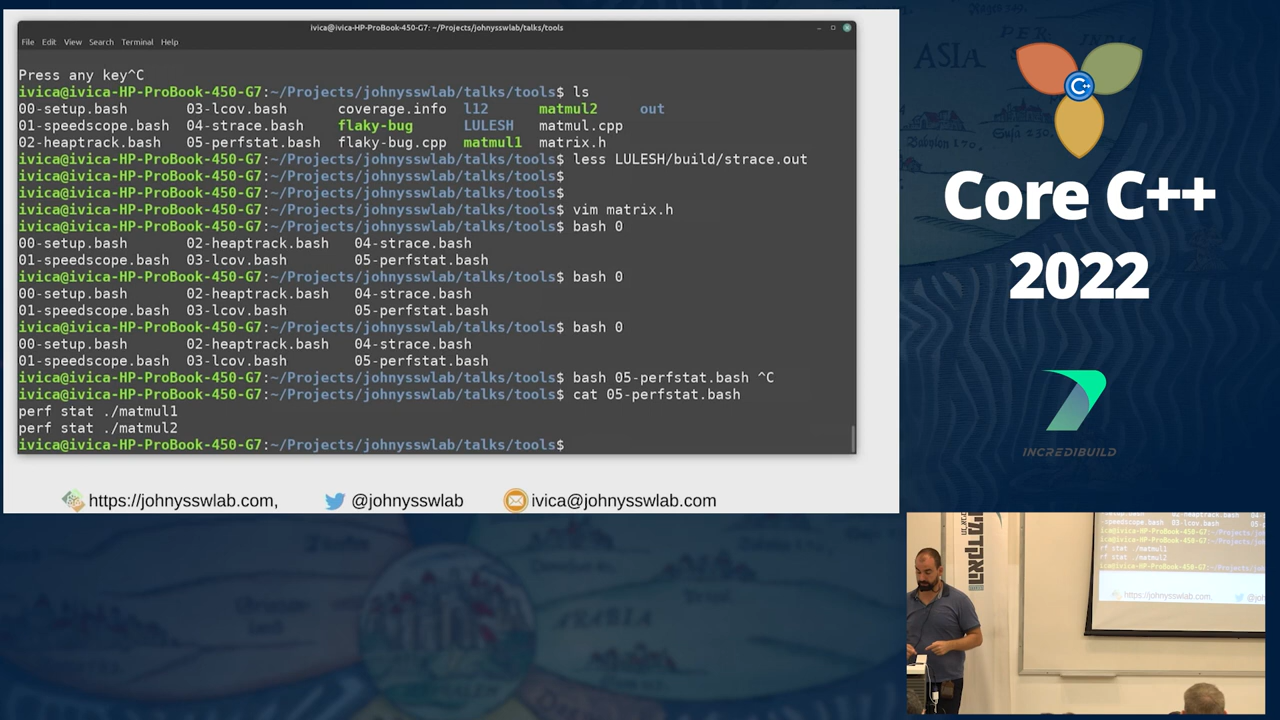 ivica@ivica-HP-ProBook-450-G7: ~/Projects/johnysswlab/talks/tools
File Edit View Search Terminal Help
Press any key^C
ivica@ivica-HP-ProBook-450-G7:~/Projects/johnysswlab/talks/tools$ ls
00-setup.bash 03-lcov.bash coverage.info l12 matmul2 out
01-speedscope.bash 04-strace.bash flaky-bug LULESH matmul.cpp
02-heaptrack.bash 05-perfstat.bash flaky-bug.cpp matmul1 matrix.h
ivica@ivica-HP-ProBook-450-G7:~/Projects/johnysswlab/talks/tools$ less LULESH/build/strace.out
ivica@ivica-HP-ProBook-450-G7:~/Projects/johnysswlab/talks/tools$
ivica@ivica-HP-ProBook-450-G7:~/Projects/johnysswlab/talks/tools$
ivica@ivica-HP-ProBook-450-G7:~/Projects/johnysswlab/talks/tools$ vim matrix.h
ivica@ivica-HP-ProBook-450-G7:~/Projects/johnysswlab/talks/tools$ bash 0
00-setup.bash 02-heaptrack.bash 04-strace.bash
01-speedscope.bash 03-lcov.bash 05-perfstat.bash
ivica@ivica-HP-ProBook-450-G7:~/Projects/johnysswlab/talks/tools$ bash 0
00-setup.bash 02-heaptrack.bash 04-strace.bash
01-speedscope.bash 03-lcov.bash 05-perfstat.bash
ivica@ivica-HP-ProBook-450-G7:~/Projects/johnysswlab/talks/tools$ bash 0
00-setup.bash 02-heaptrack.bash 04-strace.bash
01-speedscope.bash 03-lcov.bash 05-perfstat.bash
ivica@ivica-HP-ProBook-450-G7:~/Projects/johnysswlab/talks/tools$ bash 05-perfstat.bash ^C
ivica@ivica-HP-ProBook-450-G7:~/Projects/johnysswlab/talks/tools$ cat 05-perfstat.bash
perf stat ./matmul1
perf stat ./matmul2
ivica@ivica-HP-ProBook-450-G7:~/Projects/johnysswlab/talks/tools$
https://johnysswlab.com, @johnysswlab ivica@johnysswlab.com
C++
Core C++
2022
INCREDIBUILD
ASIA
PER
INDIA
ARABIA
האקדמית